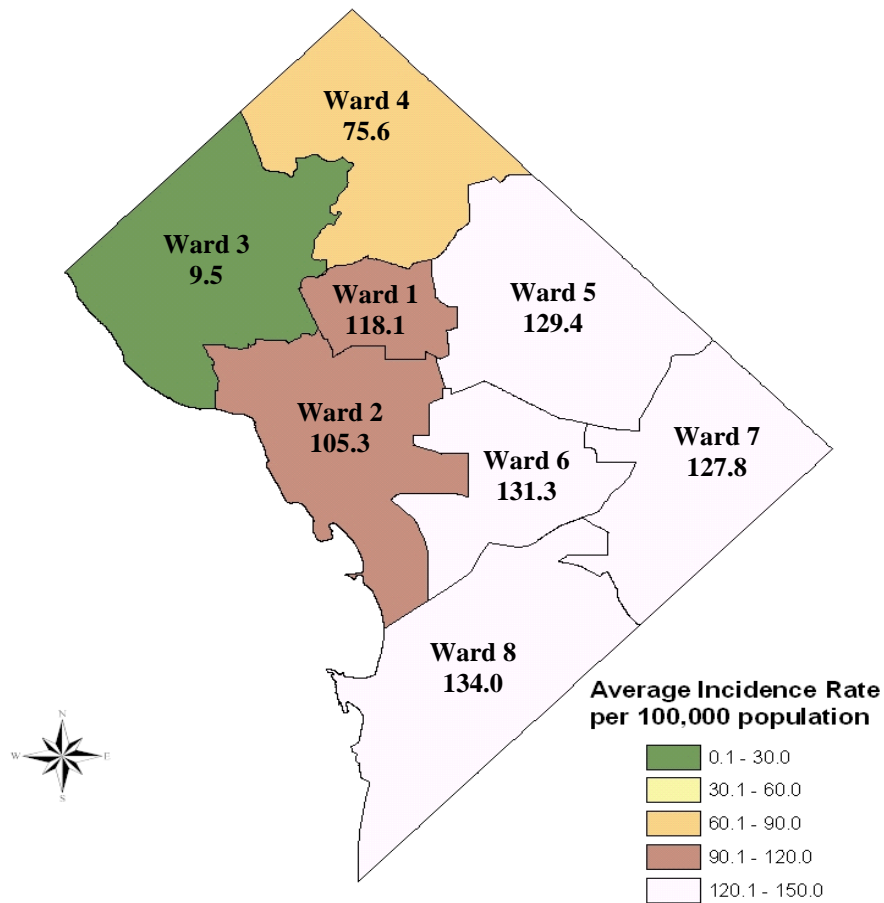 Ward 4
75.6
Ward 3
9.5
Ward 1
118.1
Ward 5
129.4
Ward 2
105.3
Ward 7
127.8
Ward 6
131.3
Ward 8
134.0
Average Incidence Rate
per 100,000 population
0.1 - 30.0
30.1 - 60.0
60.1 - 90.0
90.1 - 120.0
120.1 - 150.0
N
W E
S